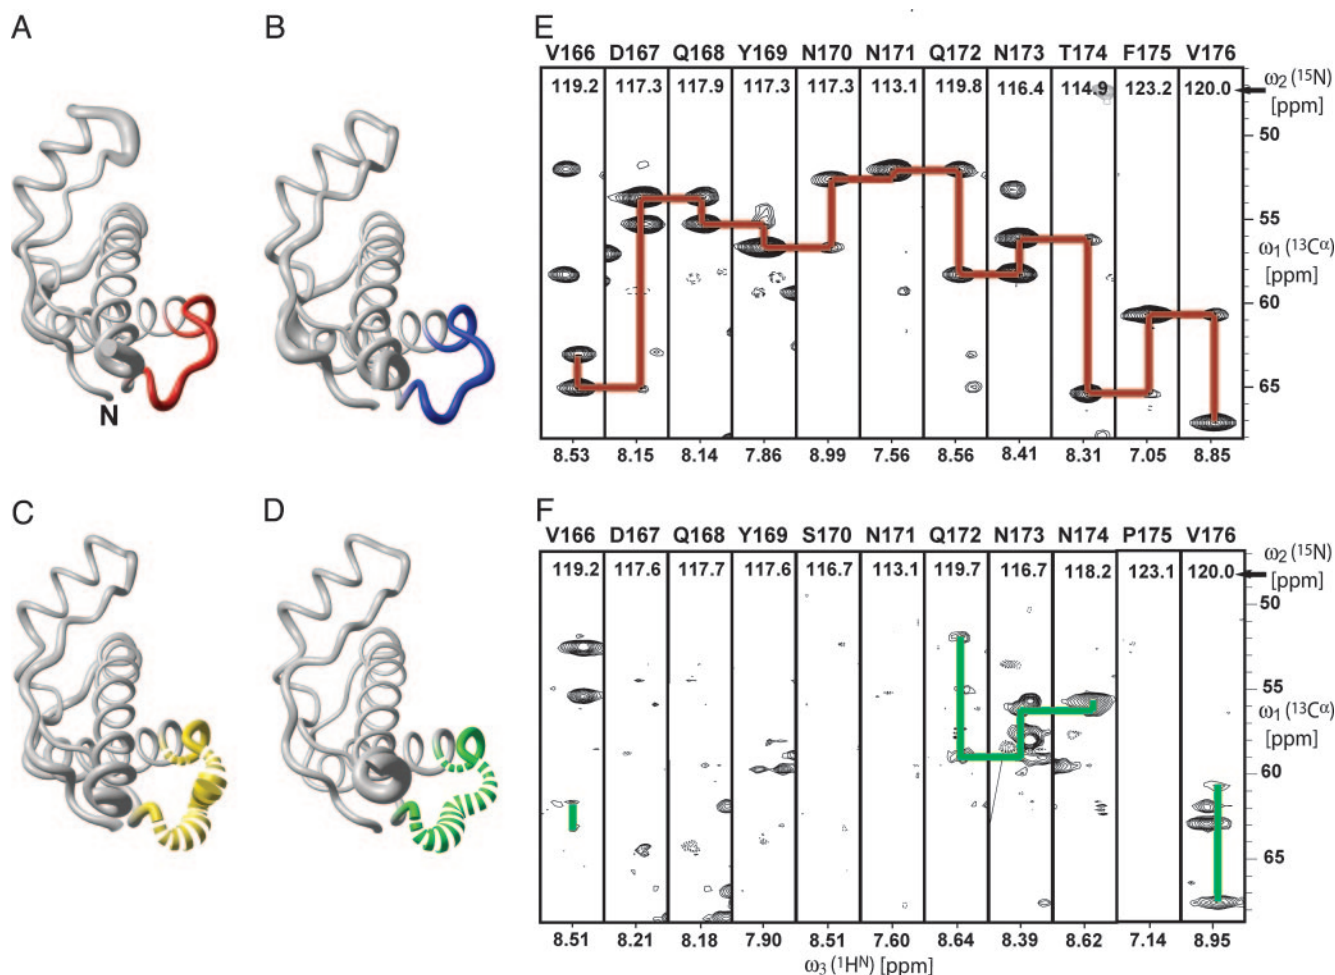 A
B
N
C
D
E
V166 D167 Q168 Y169 N170 N171 Q172 N173 T174 F175 V176
119.2 117.3 117.9 117.3 117.3 113.1 119.8 116.4 114.9 123.2 120.0
ω2 (15N)
[ppm]
50
55
ω1 (13Cα)
[ppm]
60
65
8.53 8.15 8.14 7.86 8.99 7.56 8.56 8.41 8.31 7.05 8.85
F
V166 D167 Q168 Y169 S170 N171 Q172 N173 N174 P175 V176
119.2 117.6 117.7 117.6 116.7 113.1 119.7 116.7 118.2 123.1 120.0
ω2 (15N)
[ppm]
50
55
ω1 (13Cα)
[ppm]
60
65
8.51 8.21 8.18 7.90 8.51 7.60 8.64 8.39 8.62 7.14 8.95
ω3 (1HN) [ppm]